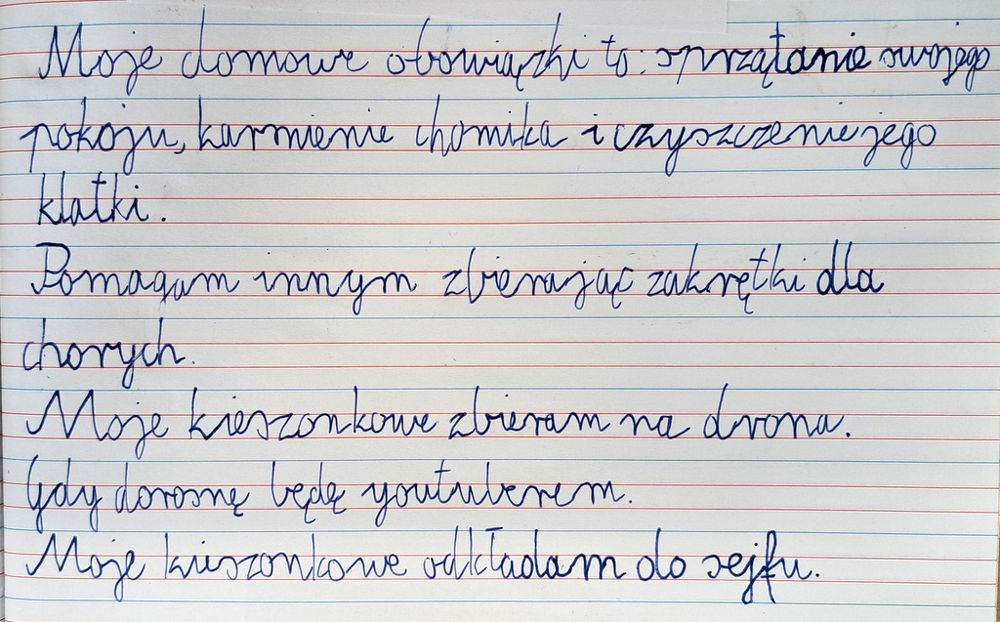 Moje domowe obowiązki to: sprzątanie swojego
pokoju, karmienie chomika i czyszczenie jego
klatki.
Pomagam innym zbierając zakrętki dla
chorych.
Moje kieszonkowe zbieram na drona.
Gdy dorosnę będę youtuberem.
Moje kieszonkowe odkładam do sejfu.